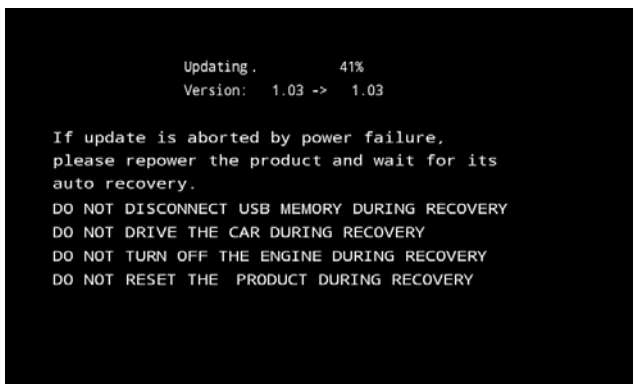 Updating. 41%
Version: 1.03 -> 1.03
If update is aborted by power failure,
please repower the product and wait for its
auto recovery.
DO NOT DISCONNECT USB MEMORY DURING RECOVERY
DO NOT DRIVE THE CAR DURING RECOVERY
DO NOT TURN OFF THE ENGINE DURING RECOVERY
DO NOT RESET THE PRODUCT DURING RECOVERY